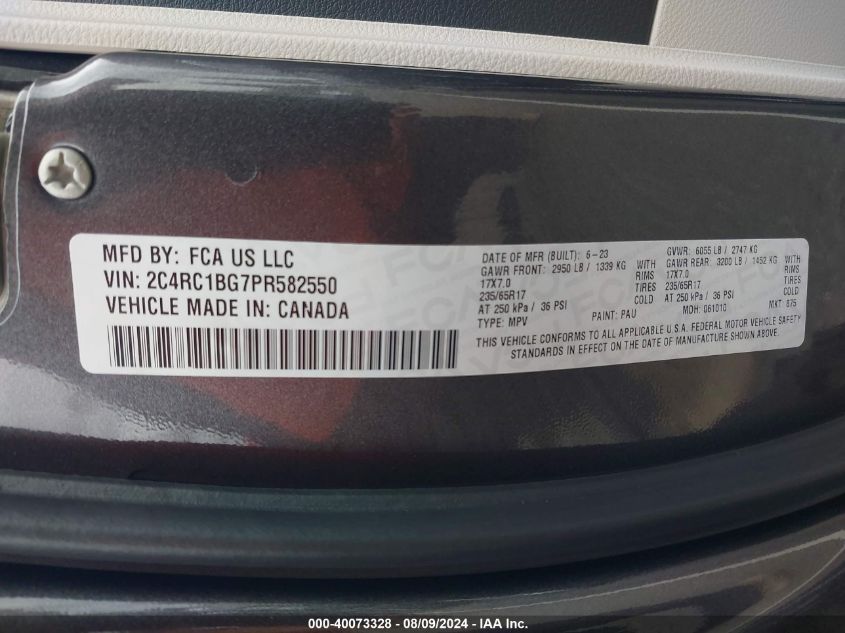 MFD BY: FCA US LLC
VIN: 2C4RC1BG7PR582550
VEHICLE MADE IN: CANADA
DATE OF MFR (BUILT): 6-23 GVWR: 6055 LB / 2747 KG
GAWR FRONT: 2950 LB / 1339 KG WITH GAWR REAR: 3200 LB / 1452 KG WITH
17X7.0 RIMS 17X7.0 RIMS
235/65R17 TIRES 235/65R17 TIRES
AT 250 kPa / 36 PSI COLD AT 250 kPa / 36 PSI COLD
TYPE: MPV PAINT: PAU MDH: 061010 MKT: 875
THIS VEHICLE CONFORMS TO ALL APPLICABLE U.S.A. FEDERAL MOTOR VEHICLE SAFETY
STANDARDS IN EFFECT ON THE DATE OF MANUFACTURE SHOWN ABOVE.
000-40073328 - 08/09/2024 - IAA Inc.